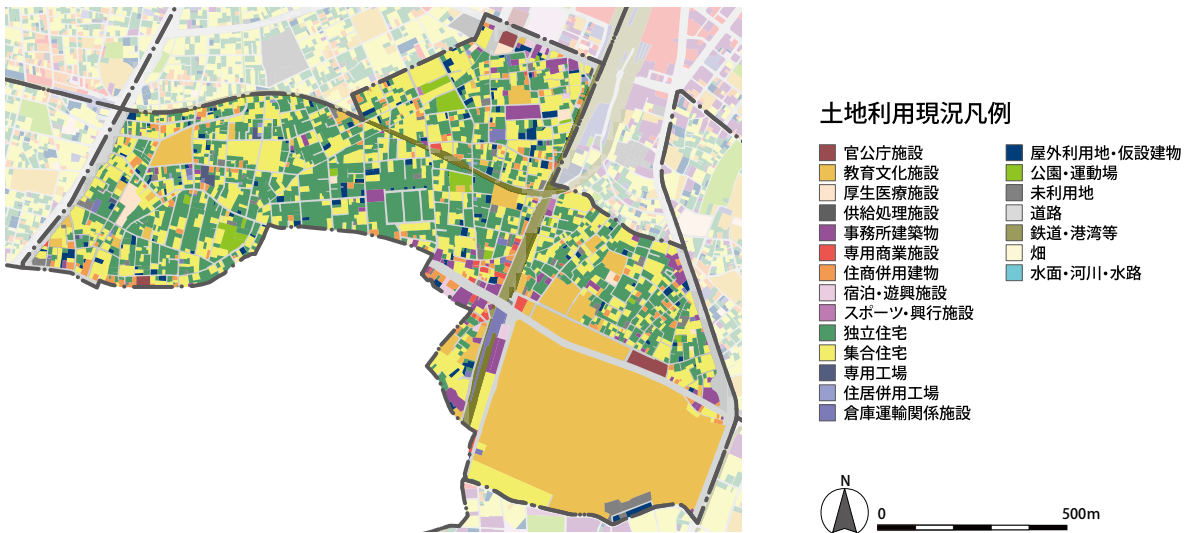 土地利用現況凡例
官公庁施設
教育文化施設
厚生医療施設
供給処理施設
事務所建築物
専用商業施設
住商併用建物
宿泊・遊興施設
スポーツ・興行施設
独立住宅
集合住宅
専用工場
住居併用工場
倉庫運輸関係施設
屋外利用地・仮設建物
公園・運動場
未利用地
道路
鉄道・港湾等
畑
水面・河川・水路
N
0 500m